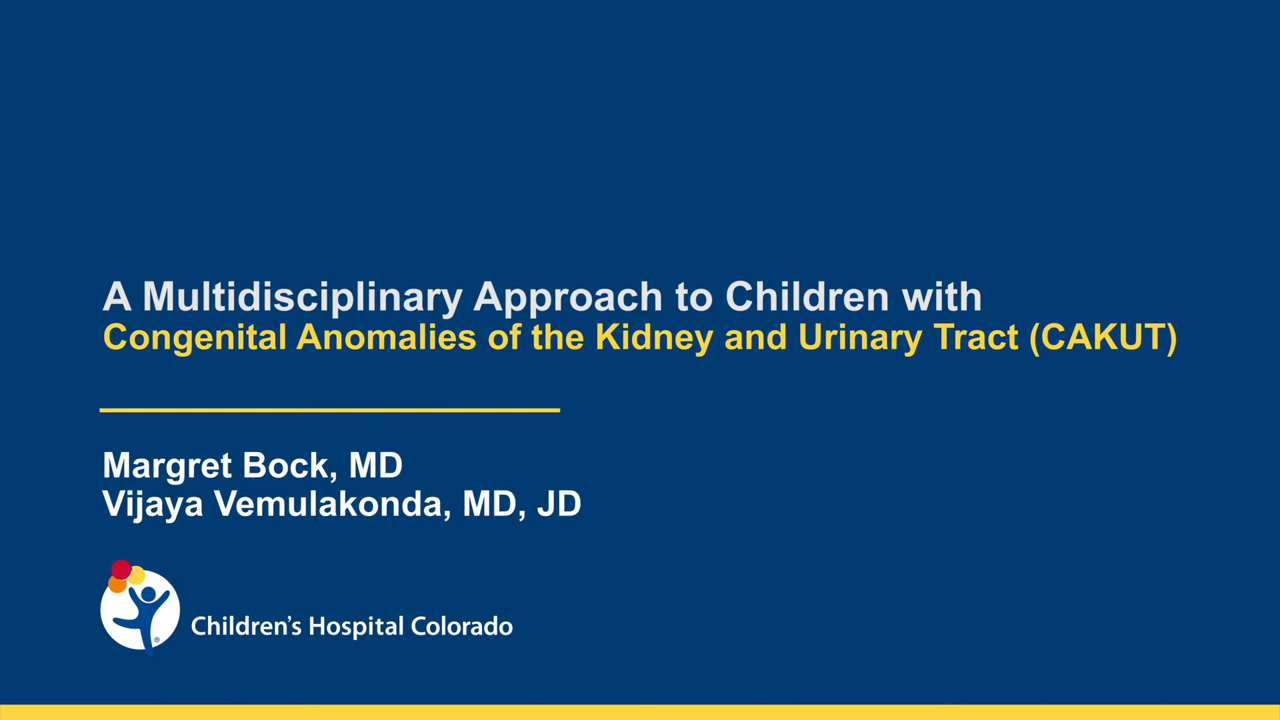 A Multidisciplinary Approach to Children with
Congenital Anomalies of the Kidney and Urinary Tract (CAKUT)
Margret Bock, MD
Vijaya Vemulakonda, MD, JD
®
Children's Hospital Colorado